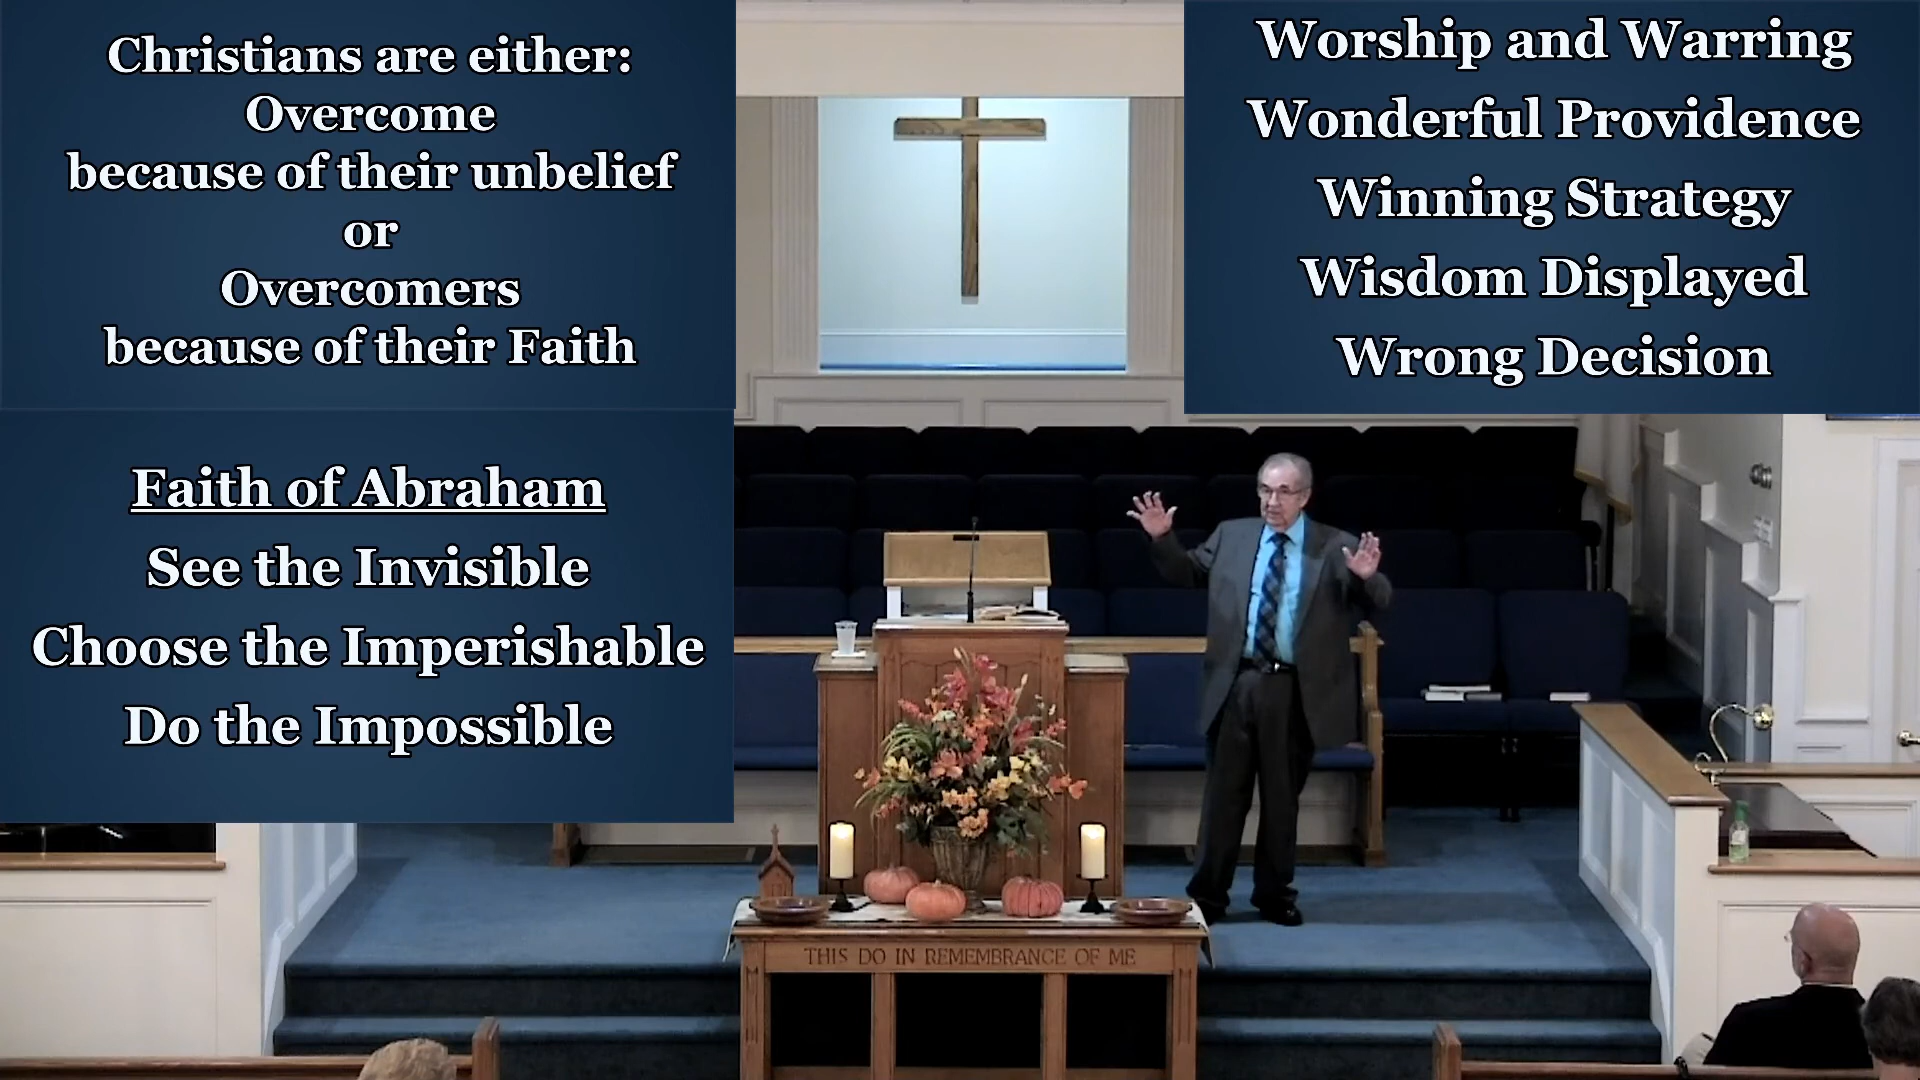 Christians are either:
Overcome
because of their unbelief
or
Overcomers
because of their Faith
Faith of Abraham
See the Invisible
Choose the Imperishable
Do the Impossible
Worship and Warring
Wonderful Providence
Winning Strategy
Wisdom Displayed
Wrong Decision
THIS DO IN REMEMBRANCE OF ME